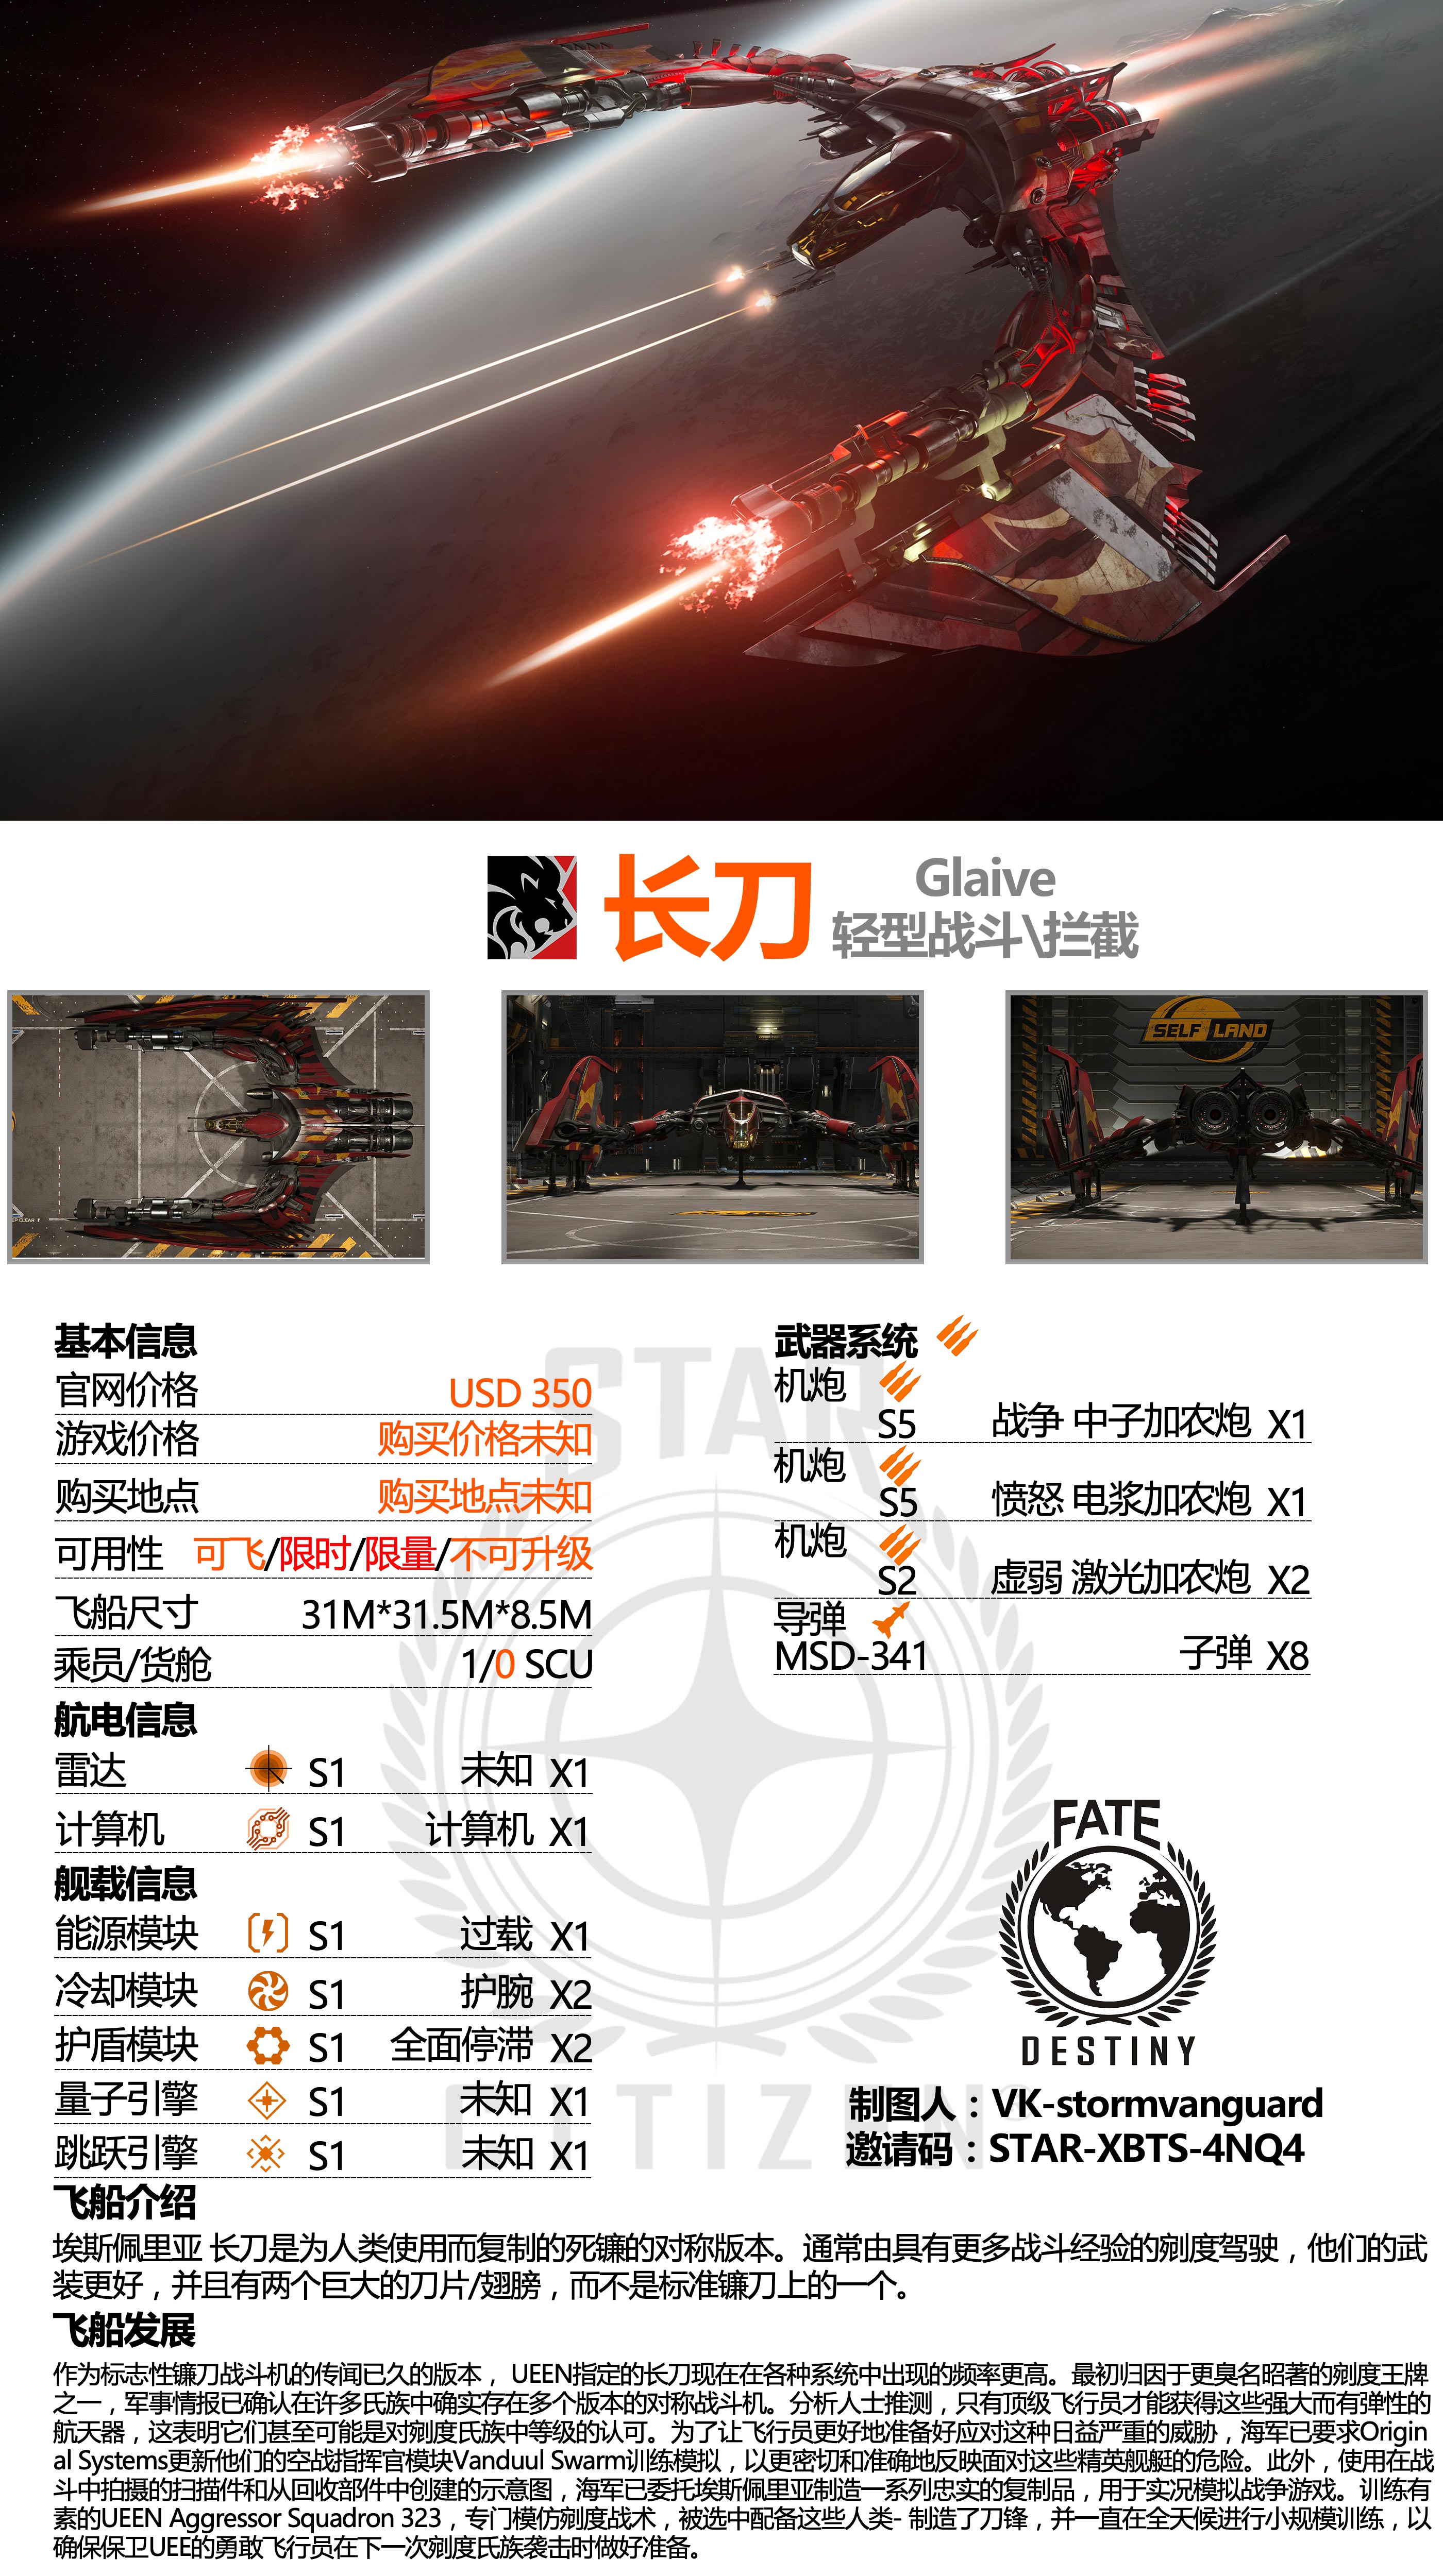 长刀
Glaive
轻型战斗\拦截
SELF LAND
基本信息
官网价格 USD 350
游戏价格 购买价格未知
购买地点 购买地点未知
可用性 可飞/限时/限量/不可升级
飞船尺寸 31M*31.5M*8.5M
乘员/货舱 1/0 SCU
航电信息
雷达 S1 未知 X1
计算机 S1 计算机 X1
舰载信息
能源模块 S1 过载 X1
冷却模块 S1 护腕 X2
护盾模块 S1 全面停滞 X2
量子引擎 S1 未知 X1
跳跃引擎 S1 未知 X1
武器系统
机炮
S5 战争 中子加农炮 X1
机炮
S5 愤怒 电浆加农炮 X1
机炮
S2 虚弱 激光加农炮 X2
导弹
MSD-341 子弹 X8
STAR
CITIZEN
FATE
DESTINY
制图人：VK-stormvanguard
邀请码：STAR-XBTS-4NQ4
飞船介绍
埃斯佩里亚 长刀是为人类使用而复制的死镰的对称版本。通常由具有更多战斗经验的剜度驾驶，他们的武
装更好，并且有两个巨大的刀片/翅膀，而不是标准镰刀上的一个。
飞船发展
作为标志性镰刀战斗机的传闻已久的版本， UEEN指定的长刀现在在各种系统中出现的频率更高。最初归因于更臭名昭著的剜度王牌
之一，军事情报已确认在许多氏族中确实存在多个版本的对称战斗机。分析人士推测，只有顶级飞行员才能获得这些强大而有弹性的
航天器，这表明它们甚至可能是对剜度氏族中等级的认可。为了让飞行员更好地准备好应对这种日益严重的威胁，海军已要求Origin
al Systems更新他们的空战指挥官模块Vanduul Swarm训练模拟，以更密切和准确地反映面对这些精英舰艇的危险。此外，使用在战
斗中拍摄的扫描件和从回收部件中创建的示意图，海军已委托埃斯佩里亚制造一系列忠实的复制品，用于实况模拟战争游戏。训练有
素的UEEN Aggressor Squadron 323，专门模仿剜度战术，被选中配备这些人类- 制造了刀锋，并一直在全天候进行小规模训练，以
确保保卫UEE的勇敢飞行员在下一次剜度氏族袭击时做好准备。